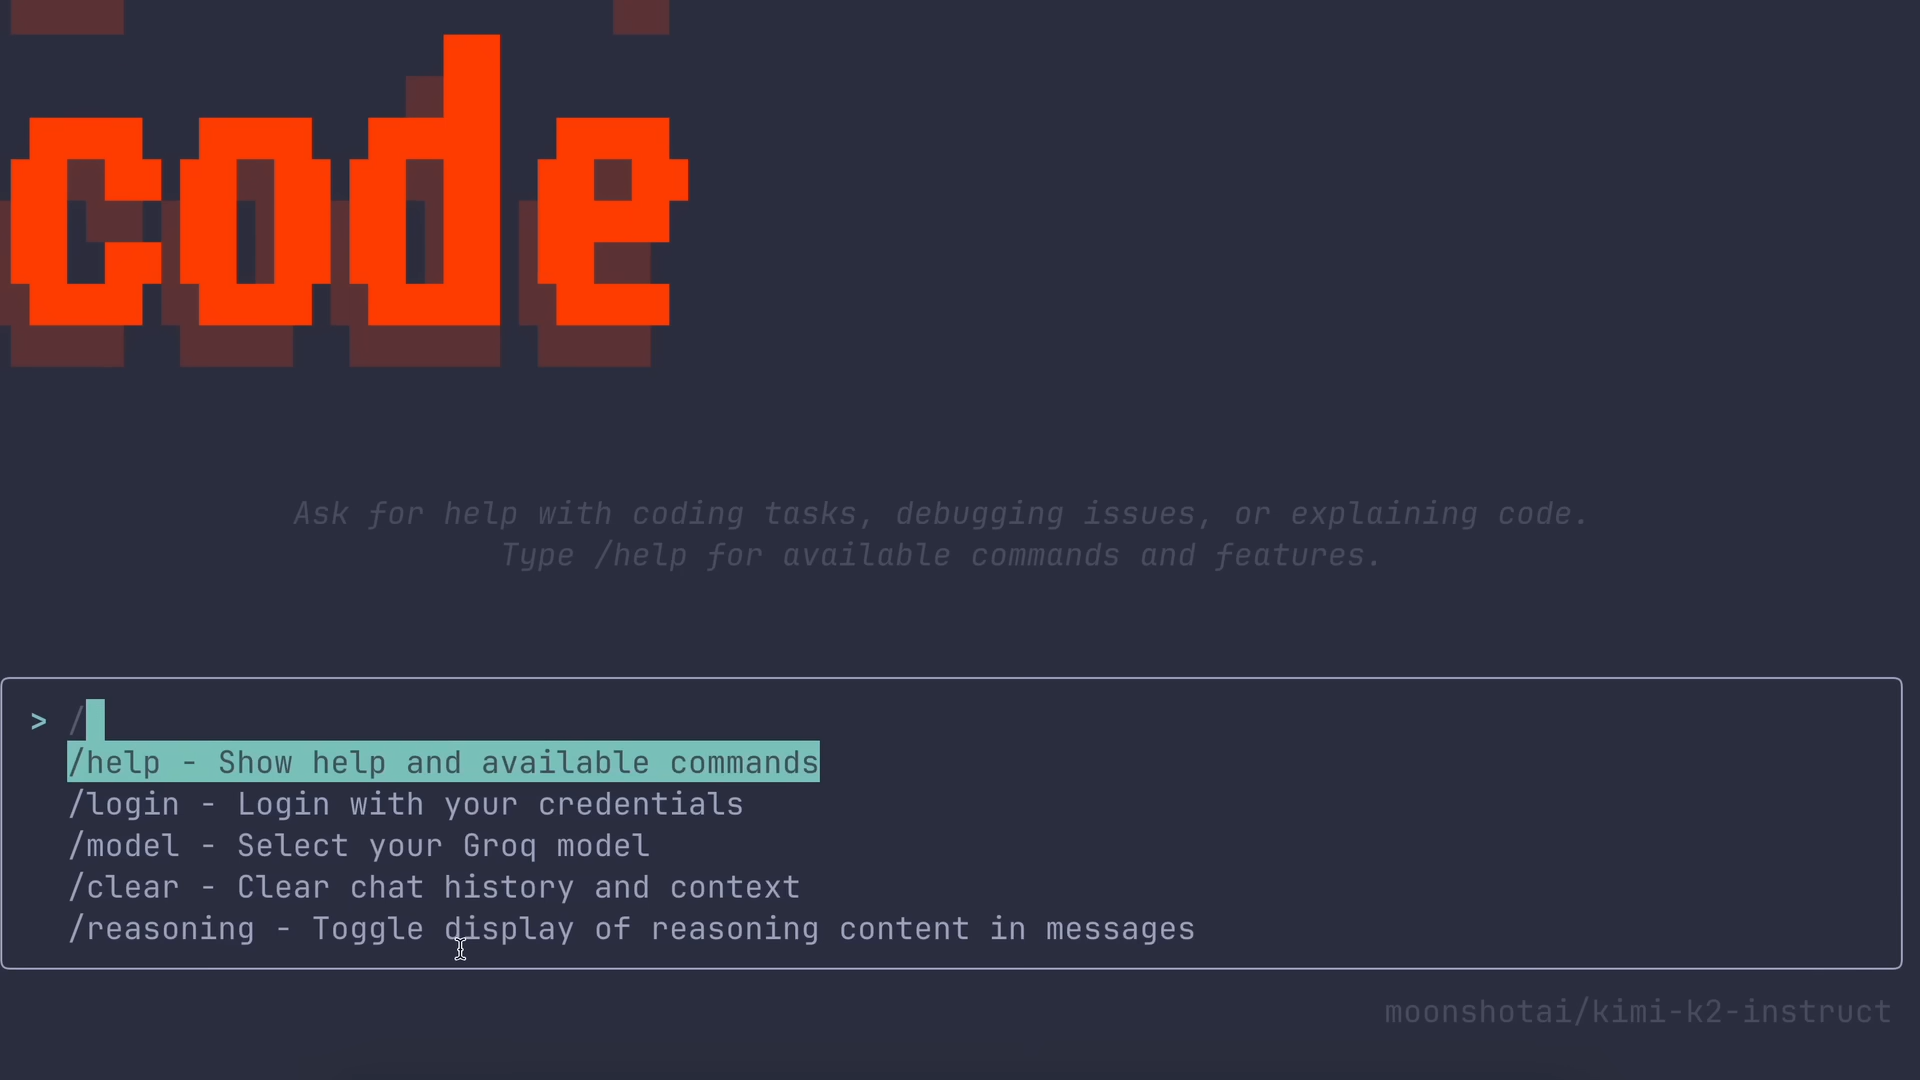 code
Ask for help with coding tasks, debugging issues, or explaining code.
Type /help for available commands and features.
> /
/help - Show help and available commands
/login - Login with your credentials
/model - Select your Groq model
/clear - Clear chat history and context
/reasoning - Toggle display of reasoning content in messages
moonshotai/kimi-k2-instruct